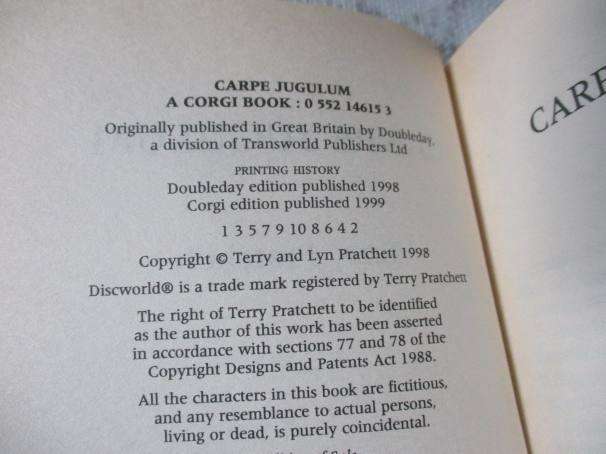 CARPE JUGULUM
A CORGI BOOK : 0 552 14615 3
Originally published in Great Britain by Doubleday,
a division of Transworld Publishers Ltd
PRINTING HISTORY
Doubleday edition published 1998
Corgi edition published 1999
1 3 5 7 9 10 8 6 4 2
Copyright © Terry and Lyn Pratchett 1998
Discworld® is a trade mark registered by Terry Pratchett
The right of Terry Pratchett to be identified
as the author of this work has been asserted
in accordance with sections 77 and 78 of the
Copyright Designs and Patents Act 1988.
All the characters in this book are fictitious,
and any resemblance to actual persons,
living or dead, is purely coincidental.